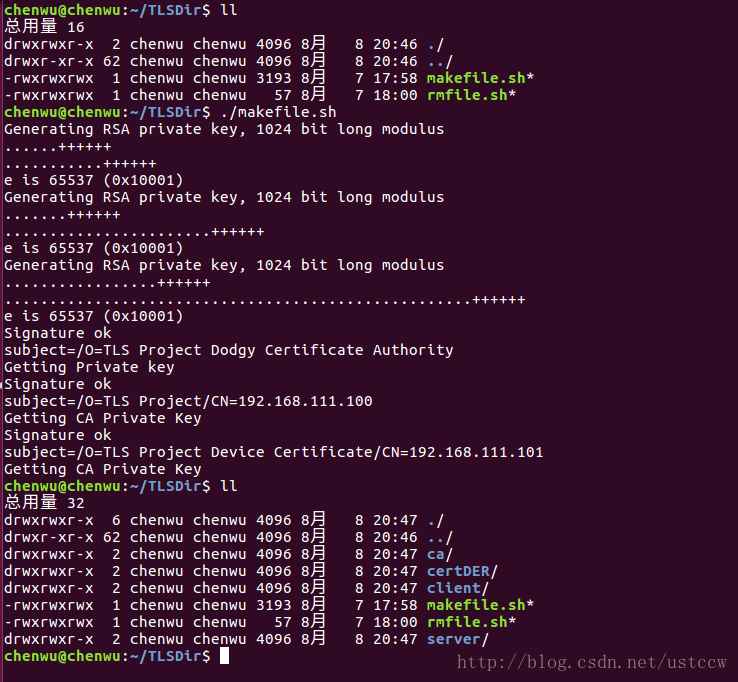 chenwu@chenwu:~/TLSDir$ ll
总用量 16
drwxrwxr-x  2 chenwu chenwu 4096 8月   8 20:46 ./
drwxr-xr-x 62 chenwu chenwu 4096 8月   8 20:46 ../
-rwxrwxrwx  1 chenwu chenwu 3193 8月   7 17:58 makefile.sh*
-rwxrwxrwx  1 chenwu chenwu   57 8月   7 18:00 rmfile.sh*
chenwu@chenwu:~/TLSDir$ ./makefile.sh
Generating RSA private key, 1024 bit long modulus
......++++++
...........++++++
e is 65537 (0x10001)
Generating RSA private key, 1024 bit long modulus
.......++++++
.......................++++++
e is 65537 (0x10001)
Generating RSA private key, 1024 bit long modulus
.................++++++
....................................................++++++
e is 65537 (0x10001)
Signature ok
subject=/O=TLS Project Dodgy Certificate Authority
Getting Private key
Signature ok
subject=/O=TLS Project/CN=192.168.111.100
Getting CA Private Key
Signature ok
subject=/O=TLS Project Device Certificate/CN=192.168.111.101
Getting CA Private Key
chenwu@chenwu:~/TLSDir$ ll
总用量 32
drwxrwxr-x  6 chenwu chenwu 4096 8月   8 20:47 ./
drwxr-xr-x 62 chenwu chenwu 4096 8月   8 20:46 ../
drwxrwxr-x  2 chenwu chenwu 4096 8月   8 20:47 ca/
drwxrwxr-x  2 chenwu chenwu 4096 8月   8 20:47 certDER/
drwxrwxr-x  2 chenwu chenwu 4096 8月   8 20:47 client/
-rwxrwxrwx  1 chenwu chenwu 3193 8月   7 17:58 makefile.sh*
-rwxrwxrwx  1 chenwu chenwu   57 8月   7 18:00 rmfile.sh*
drwxrwxr-x  2 chenwu chenwu 4096 8月   8 20:47 server/
chenwu@chenwu:~/TLSDir$
http://blog.csdn.net/ustccw